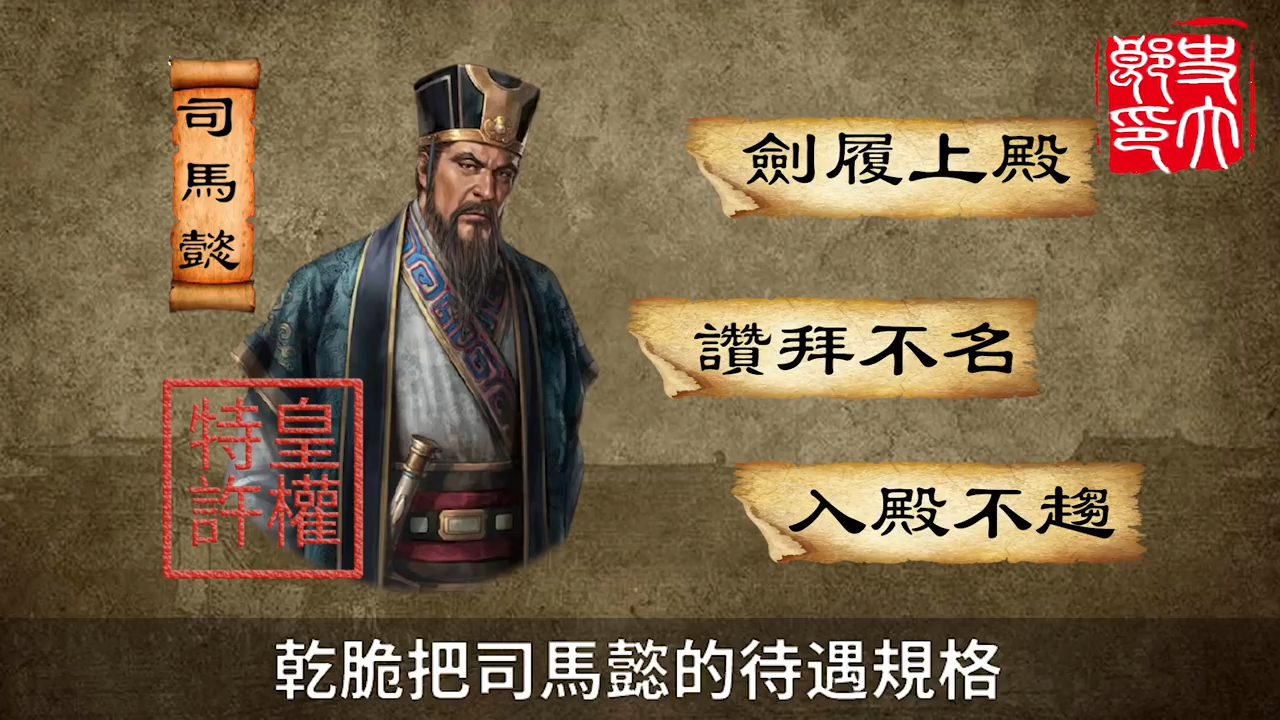 司馬懿
劍履上殿
讚拜不名
入殿不趨
皇權
特許
乾脆把司馬懿的待遇規格